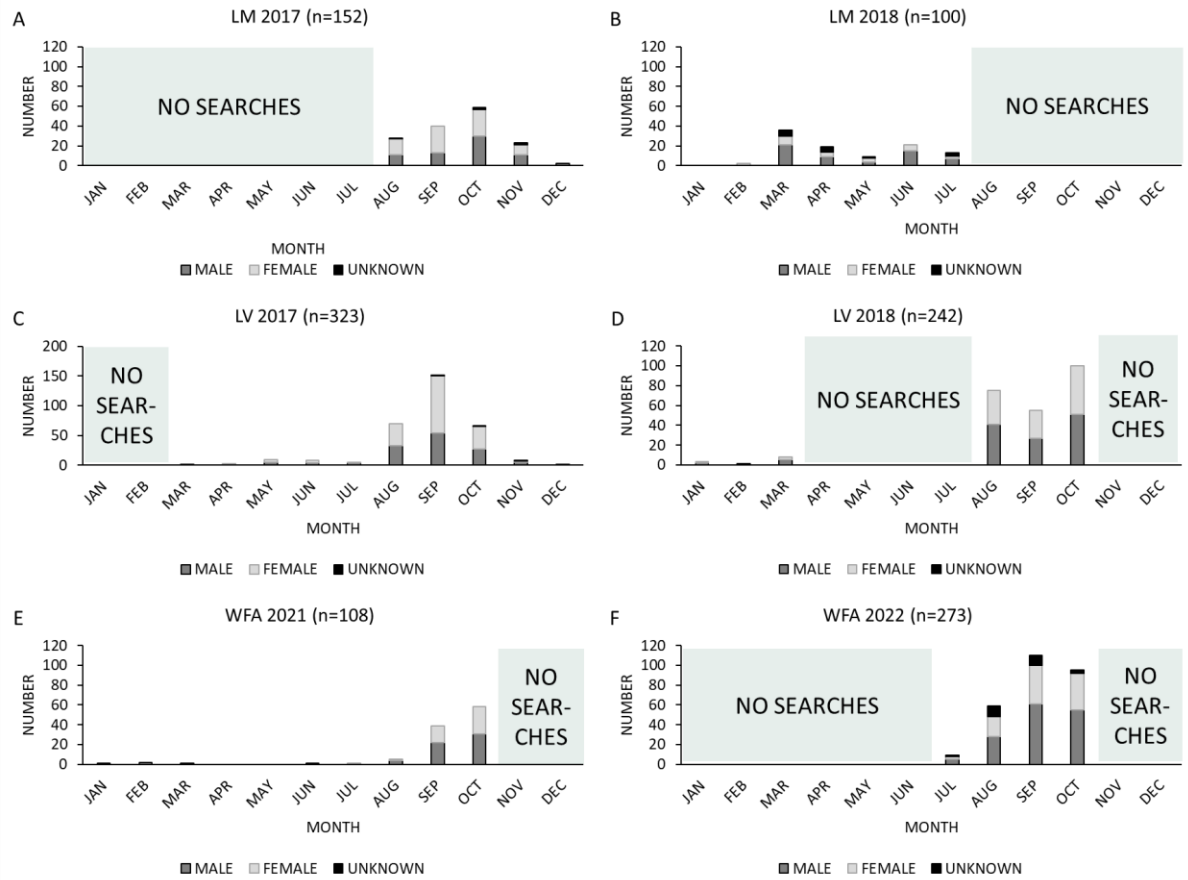 A
LM 2017 (n=152)
NUMBER
120
100
80
60
40
20
0
NO SEARCHES
JAN FEB MAR APR MAY JUN JUL AUG SEP OCT NOV DEC
MONTH
MALE FEMALE UNKNOWN
B
LM 2018 (n=100)
NUMBER
120
100
80
60
40
20
0
NO SEARCHES
JAN FEB MAR APR MAY JUN JUL AUG SEP OCT NOV DEC
MONTH
MALE FEMALE UNKNOWN
C
LV 2017 (n=323)
NUMBER
200
150
100
50
0
NO
SEAR-
CHES
JAN FEB MAR APR MAY JUN JUL AUG SEP OCT NOV DEC
MONTH
MALE FEMALE UNKNOWN
D
LV 2018 (n=242)
NUMBER
120
100
80
60
40
20
0
NO SEARCHES
NO
SEAR-
CHES
JAN FEB MAR APR MAY JUN JUL AUG SEP OCT NOV DEC
MONTH
MALE FEMALE UNKNOWN
E
WFA 2021 (n=108)
NUMBER
120
100
80
60
40
20
0
NO
SEAR-
CHES
JAN FEB MAR APR MAY JUN JUL AUG SEP OCT NOV DEC
MONTH
MALE FEMALE UNKNOWN
F
WFA 2022 (n=273)
NUMBER
120
100
80
60
40
20
0
NO SEARCHES
NO
SEAR-
CHES
JAN FEB MAR APR MAY JUN JUL AUG SEP OCT NOV DEC
MONTH
MALE FEMALE UNKNOWN